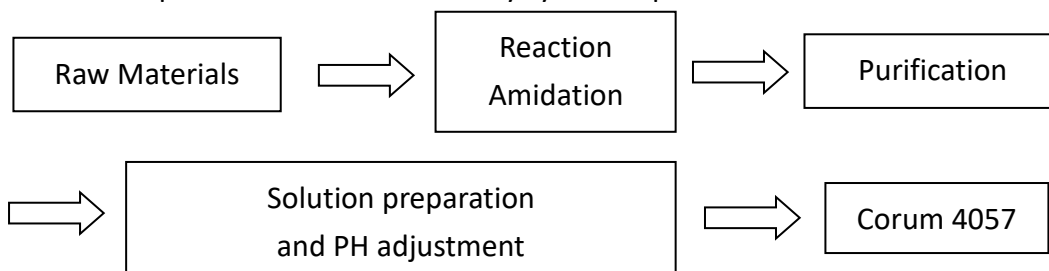 Raw Materials
Reaction
Amidation
Purification
Solution preparation
and PH adjustment
Corum 4057